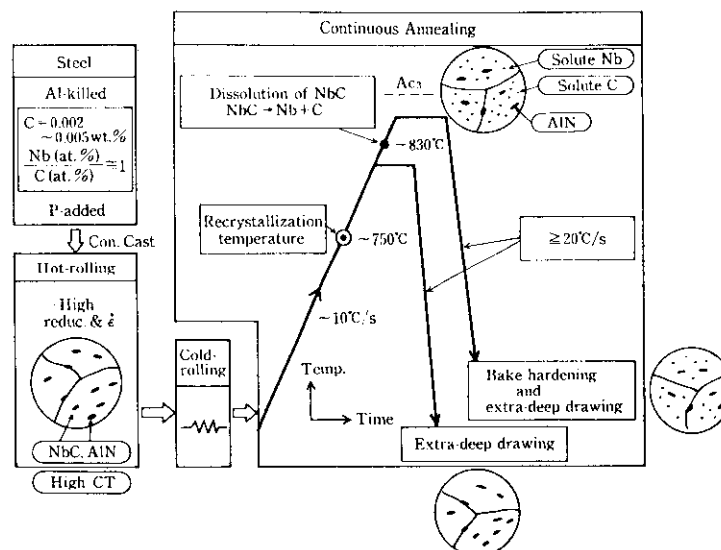 Continuous Annealing
Steel
Al-killed
C=0.002
~0.005wt.%
Nb (at.%)
C (at.%)
≅1
P-added
Con. Cast
Hot-rolling
High
reduc. & ε̇
NbC, AlN
High CT
Cold-
rolling
Dissolution of NbC
NbC→Nb+C
Ac₃
Solute Nb
Solute C
AlN
~830℃
Recrystallization
temperature
~750℃
≧20℃/s
~10℃/s
Temp.
Time
Bake hardening
and
extra-deep drawing
Extra-deep drawing